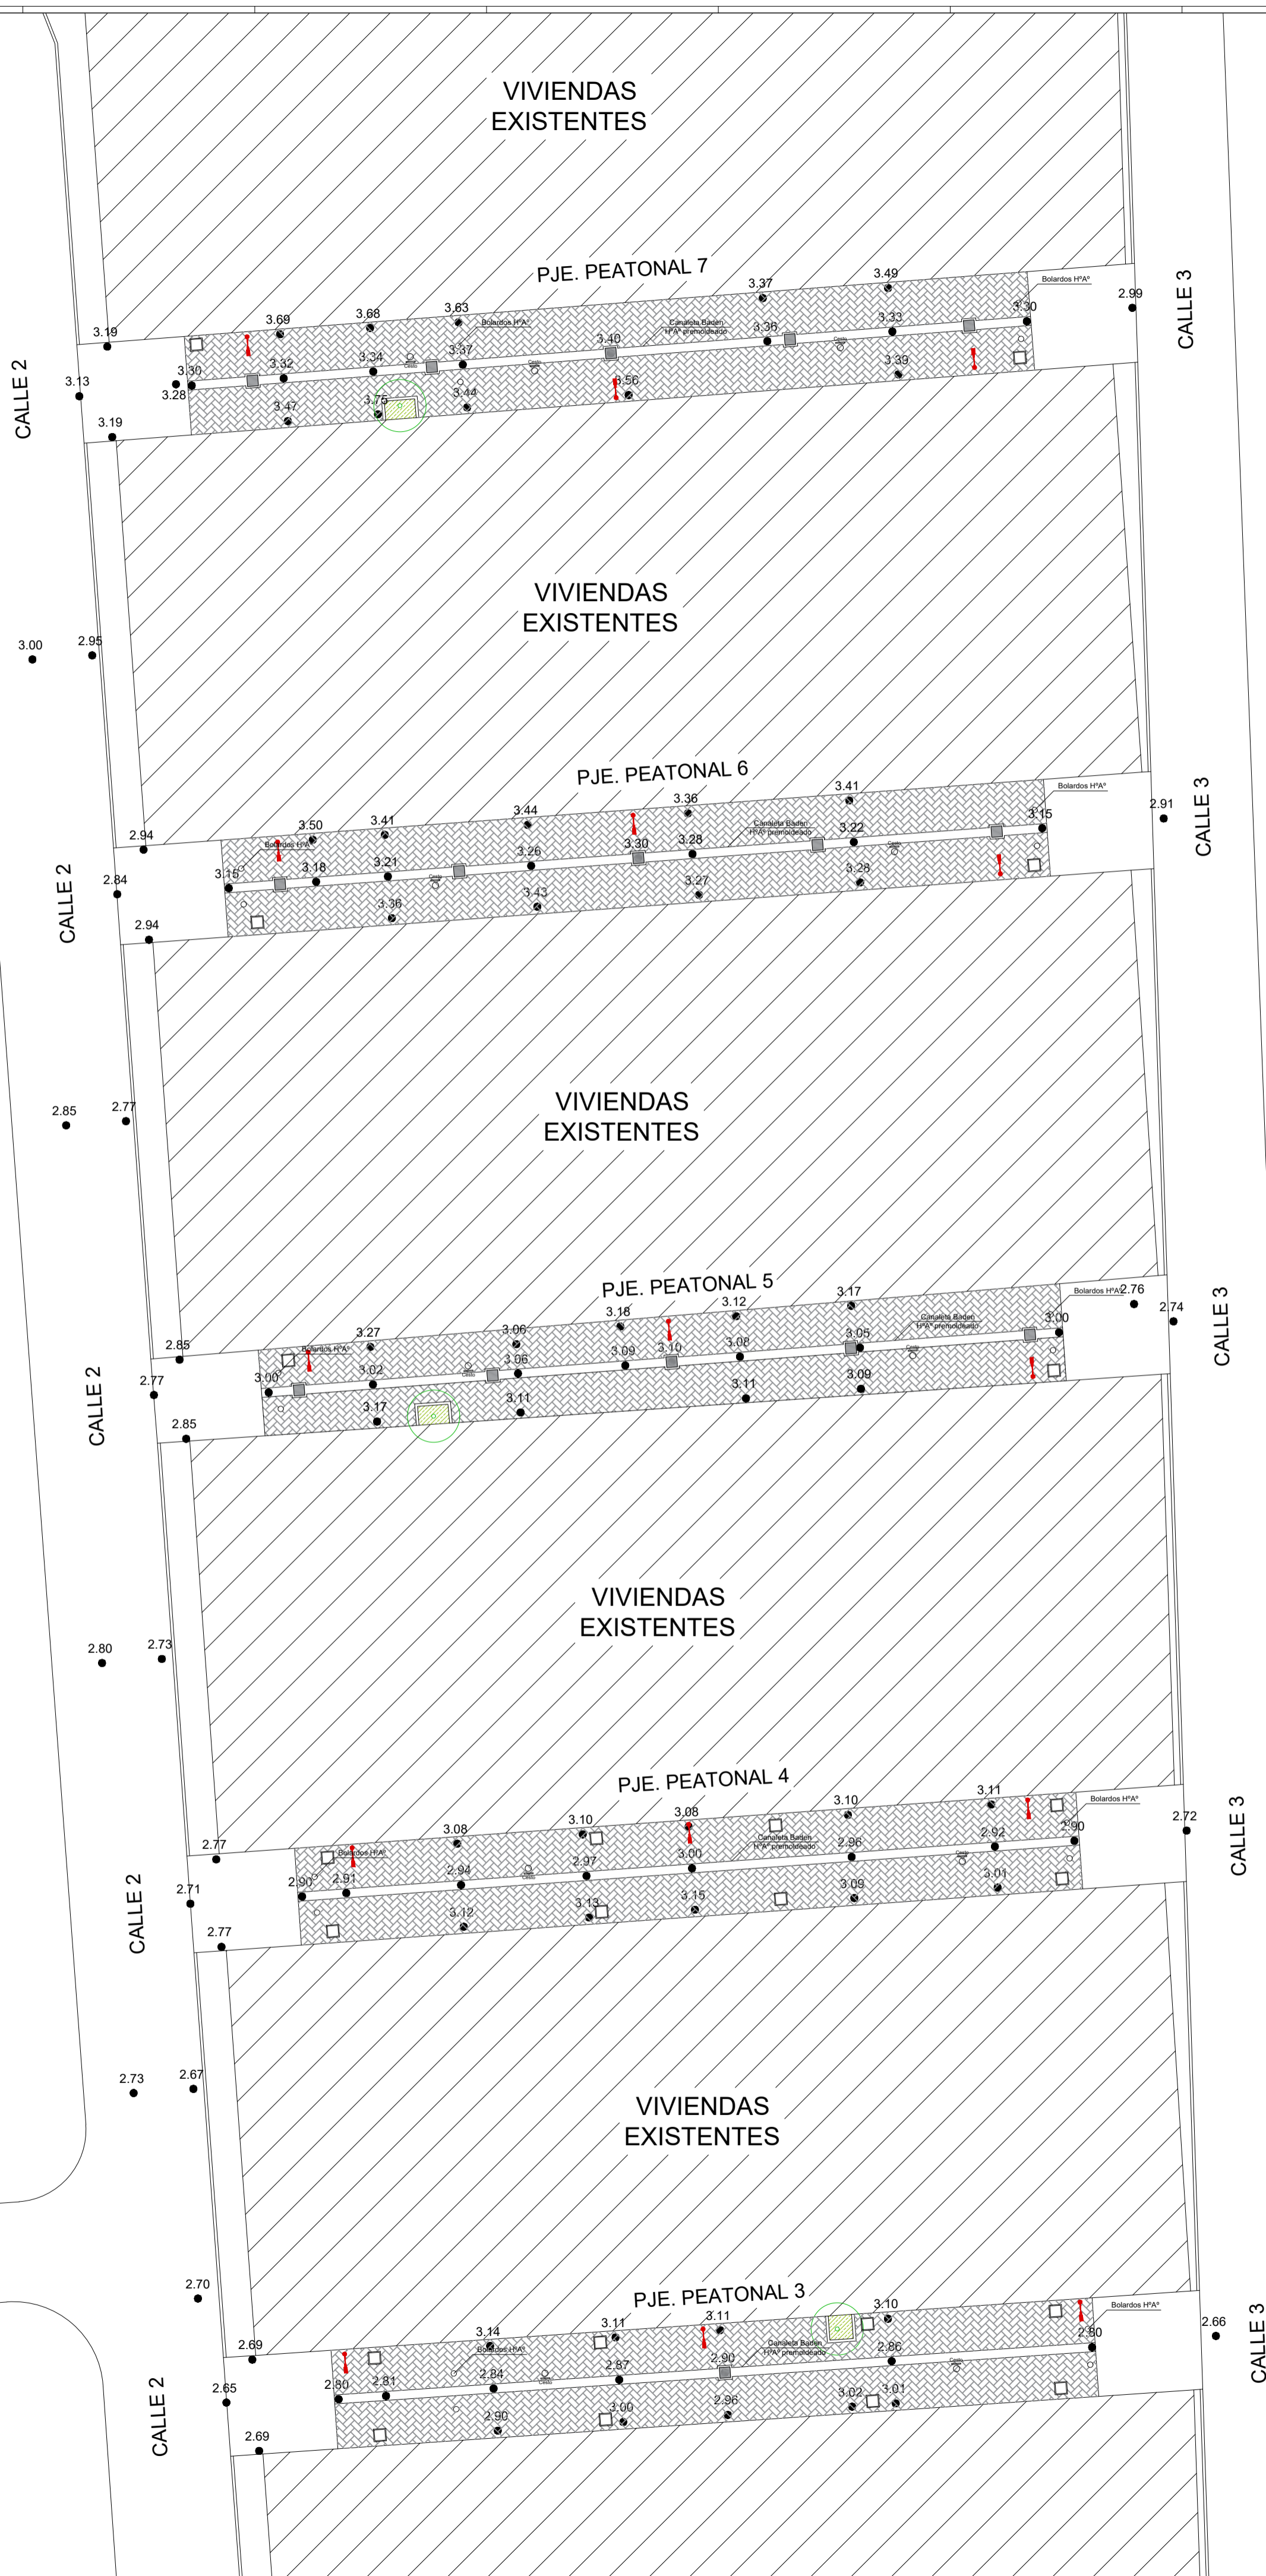 VIVIENDAS
EXISTENTES
PJE. PEATONAL 7
CALLE 3
CALLE 2
3.19
3.13
3.19
3.28
3.30
3.69
3.68
3.63
3.37
3.49
Bolardos HºAº
2.99
3.30
3.32
3.34
3.37
Bolardos HºAº
3.40
Canaleta Baden
HºAº premoldeado
3.36
3.33
3.47
3.75
3.44
3.56
3.39
VIVIENDAS
EXISTENTES
3.00
2.95
PJE. PEATONAL 6
CALLE 3
CALLE 2
2.94
2.84
2.94
3.50
3.41
3.44
3.36
3.41
Bolardos HºAº
2.91
Bolardos HºAº
3.15
3.18
3.21
3.26
3.30
3.28
Canaleta Baden
HºAº premoldeado
3.22
3.15
3.36
3.43
3.27
3.28
VIVIENDAS
EXISTENTES
2.85
2.77
PJE. PEATONAL 5
CALLE 3
CALLE 2
2.85
2.77
2.85
3.27
3.06
3.18
3.12
3.17
Bolardos HºAº
2.76
2.74
Bolardos HºAº
3.00
3.02
3.06
3.09
3.10
3.08
3.05
Canaleta Baden
HºAº premoldeado
3.00
3.17
3.11
3.11
3.09
VIVIENDAS
EXISTENTES
2.80
2.73
PJE. PEATONAL 4
CALLE 3
CALLE 2
2.77
2.71
2.77
3.08
3.10
3.08
3.10
3.11
Bolardos HºAº
2.72
Bolardos HºAº
2.90
2.91
2.94
2.97
3.00
Canaleta Baden
HºAº premoldeado
2.96
2.92
2.90
3.12
3.13
3.15
3.09
3.01
VIVIENDAS
EXISTENTES
2.73
2.67
2.70
PJE. PEATONAL 3
CALLE 3
CALLE 2
2.69
2.65
2.69
3.14
3.11
3.11
3.10
Bolardos HºAº
2.66
Bolardos HºAº
2.80
2.81
2.84
2.87
2.90
Canaleta Baden
HºAº premoldeado
2.86
2.80
2.90
3.00
2.96
3.02
3.01